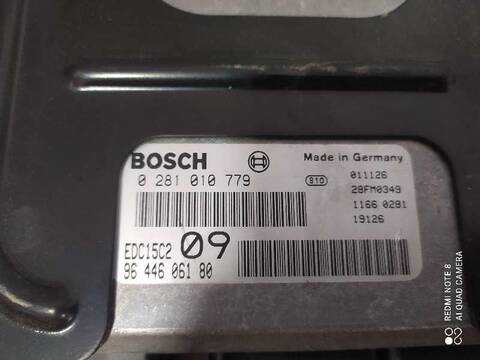 BOSCH
Made in Germany
0 281 010 779
S10
011126
28FM0349
1166 0281
19126
EDC15C2 09
96 446 061 80
REDMI NOTE 8
AI QUAD CAMERA